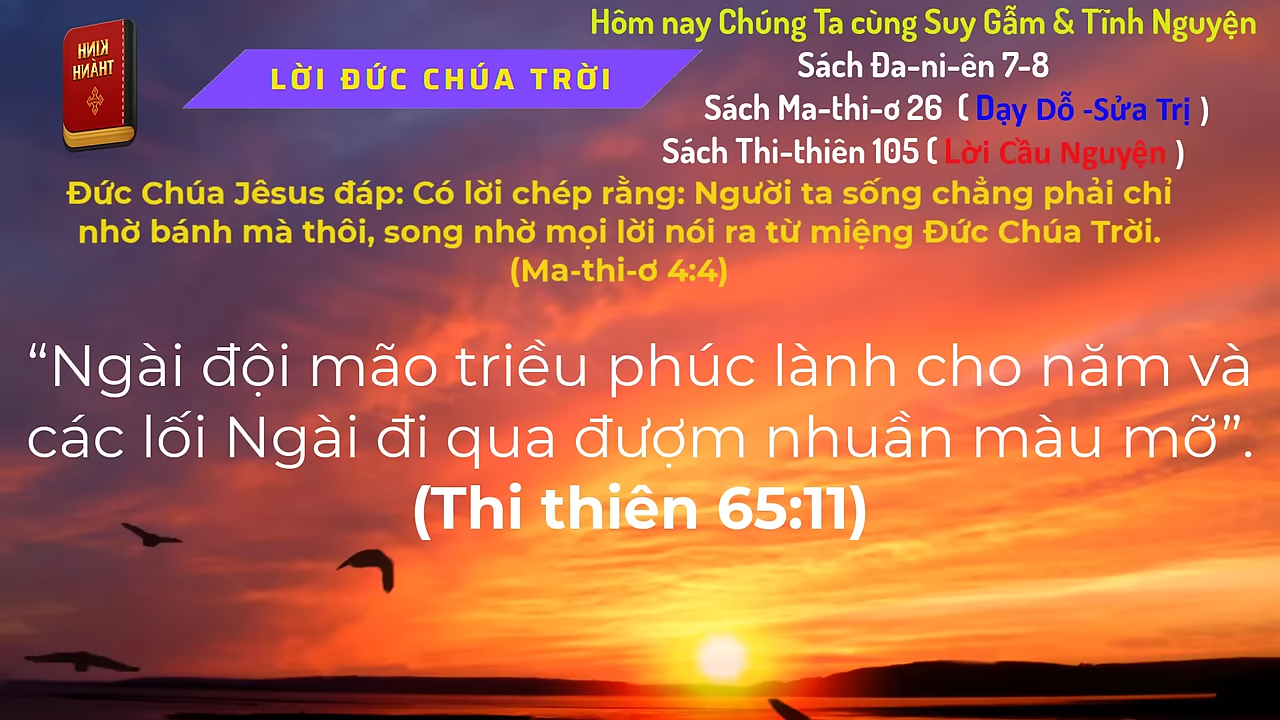 KINH
THÁNH
LỜI ĐỨC CHÚA TRỜI
Hôm nay Chúng Ta cùng Suy Gẫm & Tĩnh Nguyện
Sách Đa-ni-ên 7-8
Sách Ma-thi-ơ 26 ( Dạy Dỗ -Sửa Trị )
Sách Thi-thiên 105 ( Lời Cầu Nguyện )
Đức Chúa Jêsus đáp: Có lời chép rằng: Người ta sống chẳng phải chỉ
nhờ bánh mà thôi, song nhờ mọi lời nói ra từ miệng Đức Chúa Trời.
(Ma-thi-ơ 4:4)
“Ngài đội mão triều phúc lành cho năm và
các lối Ngài đi qua đượm nhuần màu mỡ”.
(Thi thiên 65:11)